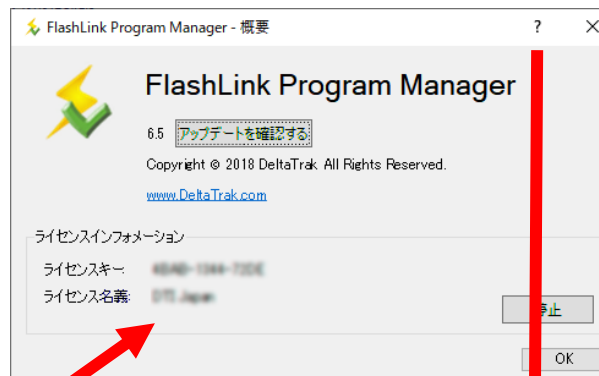 FlashLink Program Manager - 概要
FlashLink Program Manager
6.5 アップデートを確認する
Copyright © 2018 DeltaTrak. All Rights Reserved.
www.DeltaTrak.com
ライセンスインフォメーション
ライセンスキー:
ライセンス名義:
停止
OK